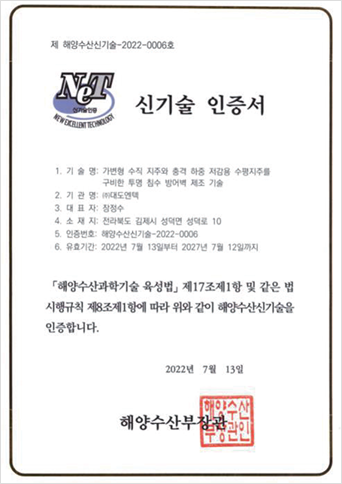 제 해양수산신기술-2022-0006호
NeT
신기술인증
NEW EXCELLENT TECHNOLOGY
신기술 인증서
1. 기 술 명: 가변형 수직 지주와 충격 하중 저감용 수평지주를
구비한 투명 침수 방어벽 제조 기술
2. 기 관 명: ㈜대도엔텍
3. 대 표 자: 장정수
4. 소 재 지: 전라북도 김제시 성덕면 성덕로 10
5. 인증번호: 해양수산신기술-2022-0006
6. 유효기간: 2022년 7월 13일부터 2027년 7월 12일까지
「해양수산과학기술 육성법」제17조제1항 및 같은 법
시행규칙 제8조제1항에 따라 위와 같이 해양수산신기술을
인증합니다.
2022년 7월 13일
해양수산부장관
해양수산
부장관인